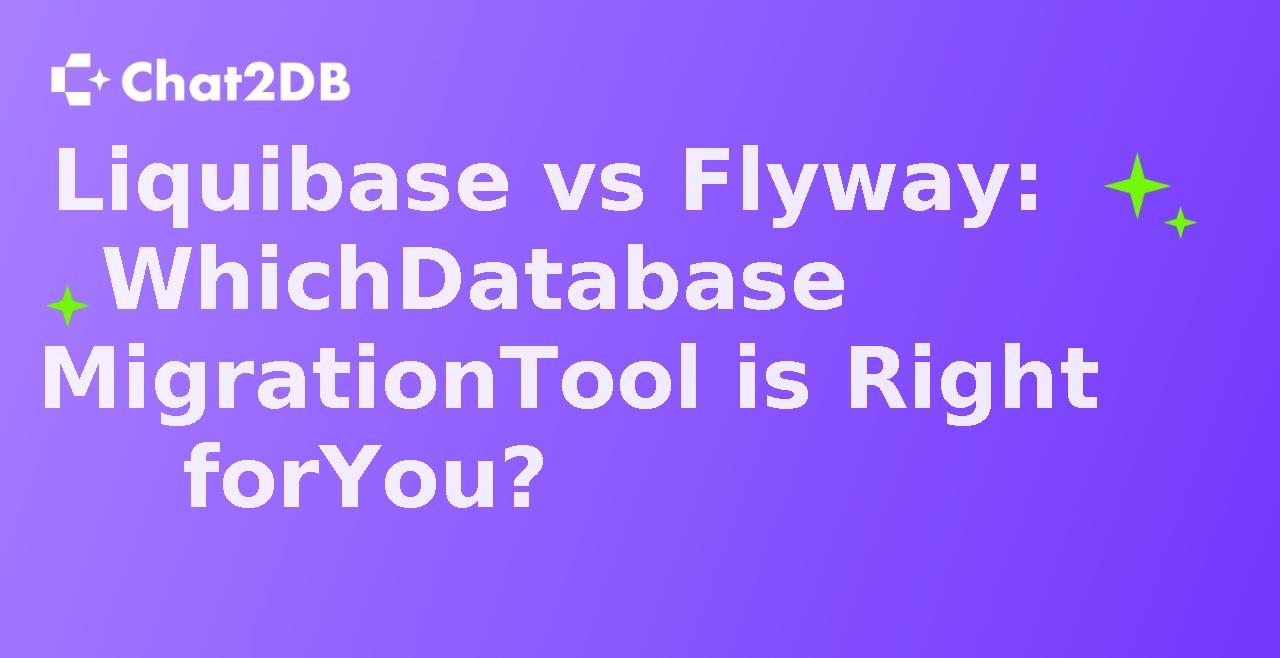 Chat2DB
Liquibase vs Flyway:
WhichDatabase
MigrationTool is Right
forYou?